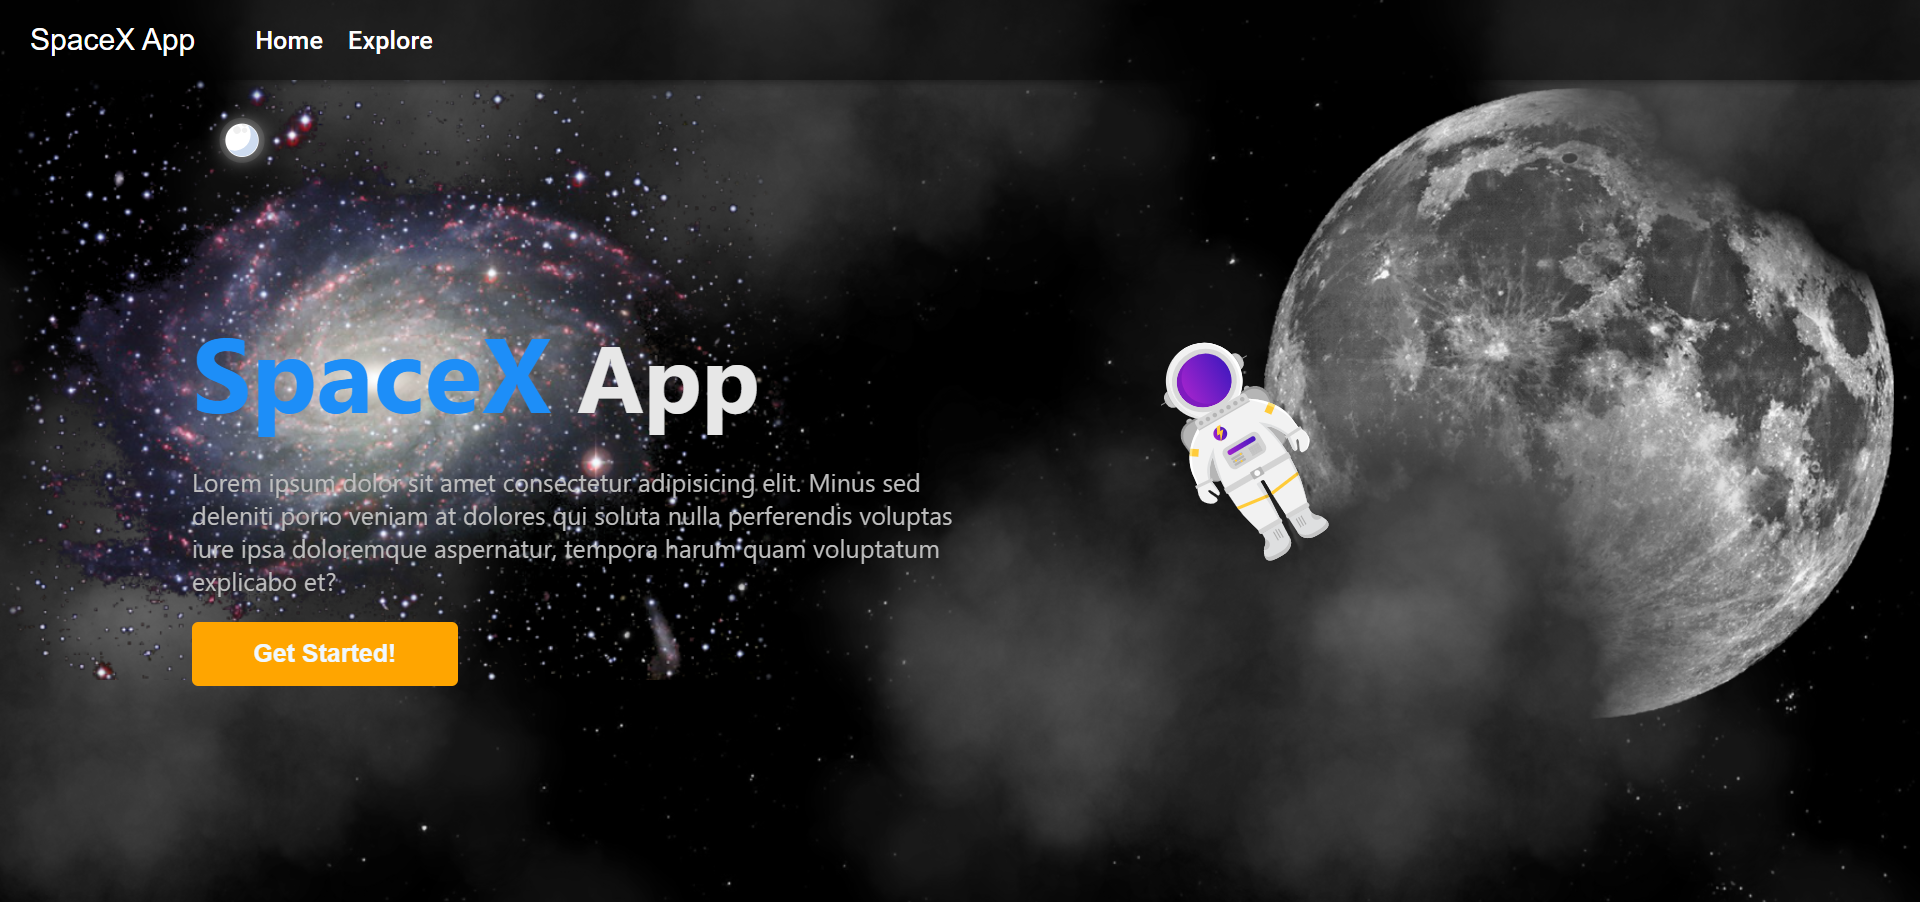 SpaceX App
Home
Explore
SpaceX App
Lorem ipsum dolor sit amet consectetur adipisicing elit. Minus sed
deleniti porro veniam at dolores qui soluta nulla perferendis voluptas
iure ipsa doloremque aspernatur, tempora harum quam voluptatum
explicabo et?
Get Started!